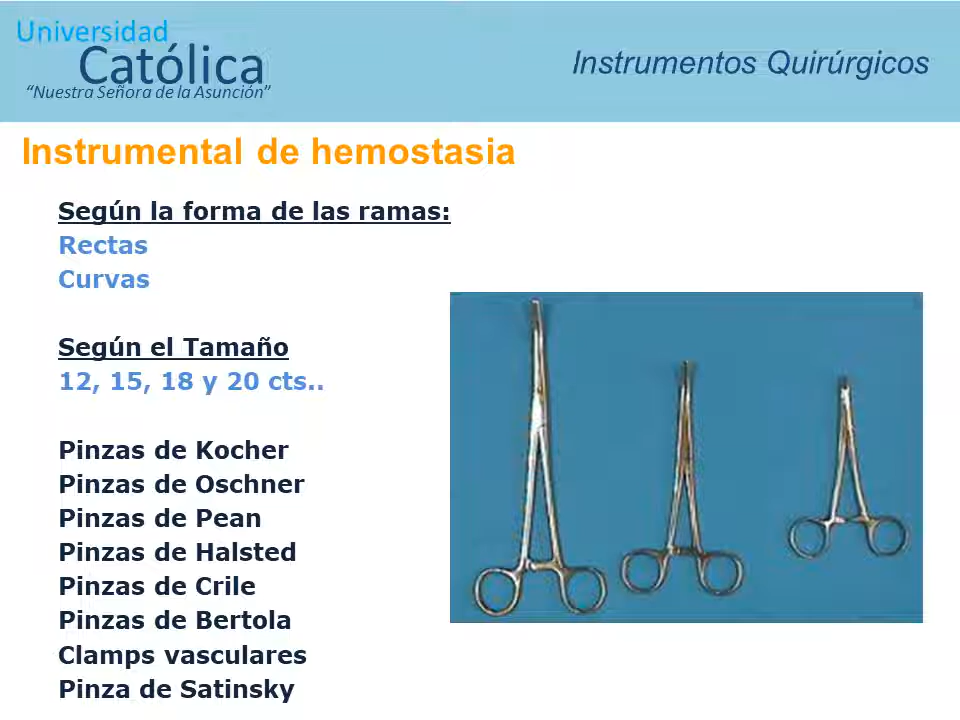 Universidad
Católica
“Nuestra Señora de la Asunción”
Instrumentos Quirúrgicos
Instrumental de hemostasia
Según la forma de las ramas:
Rectas
Curvas
Según el Tamaño
12, 15, 18 y 20 cts..
Pinzas de Kocher
Pinzas de Oschner
Pinzas de Pean
Pinzas de Halsted
Pinzas de Crile
Pinzas de Bertola
Clamps vasculares
Pinza de Satinsky